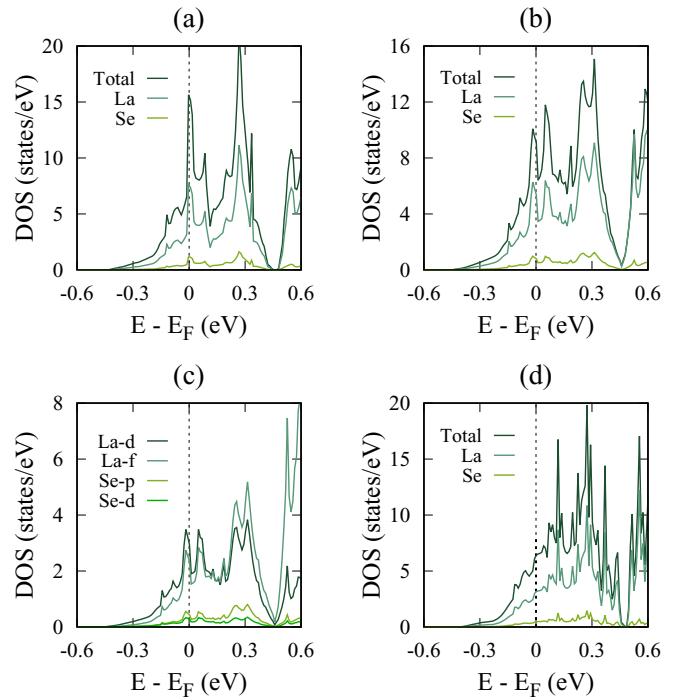 (a)
DOS (states/eV)
20
15
10
5
0
Total
La
Se
-0.6 -0.3 0 0.3 0.6
E - E_F (eV)
(b)
DOS (states/eV)
16
12
8
4
0
Total
La
Se
-0.6 -0.3 0 0.3 0.6
E - E_F (eV)
(c)
DOS (states/eV)
8
6
4
2
0
La-d
La-f
Se-p
Se-d
-0.6 -0.3 0 0.3 0.6
E - E_F (eV)
(d)
DOS (states/eV)
20
15
10
5
0
Total
La
Se
-0.6 -0.3 0 0.3 0.6
E - E_F (eV)